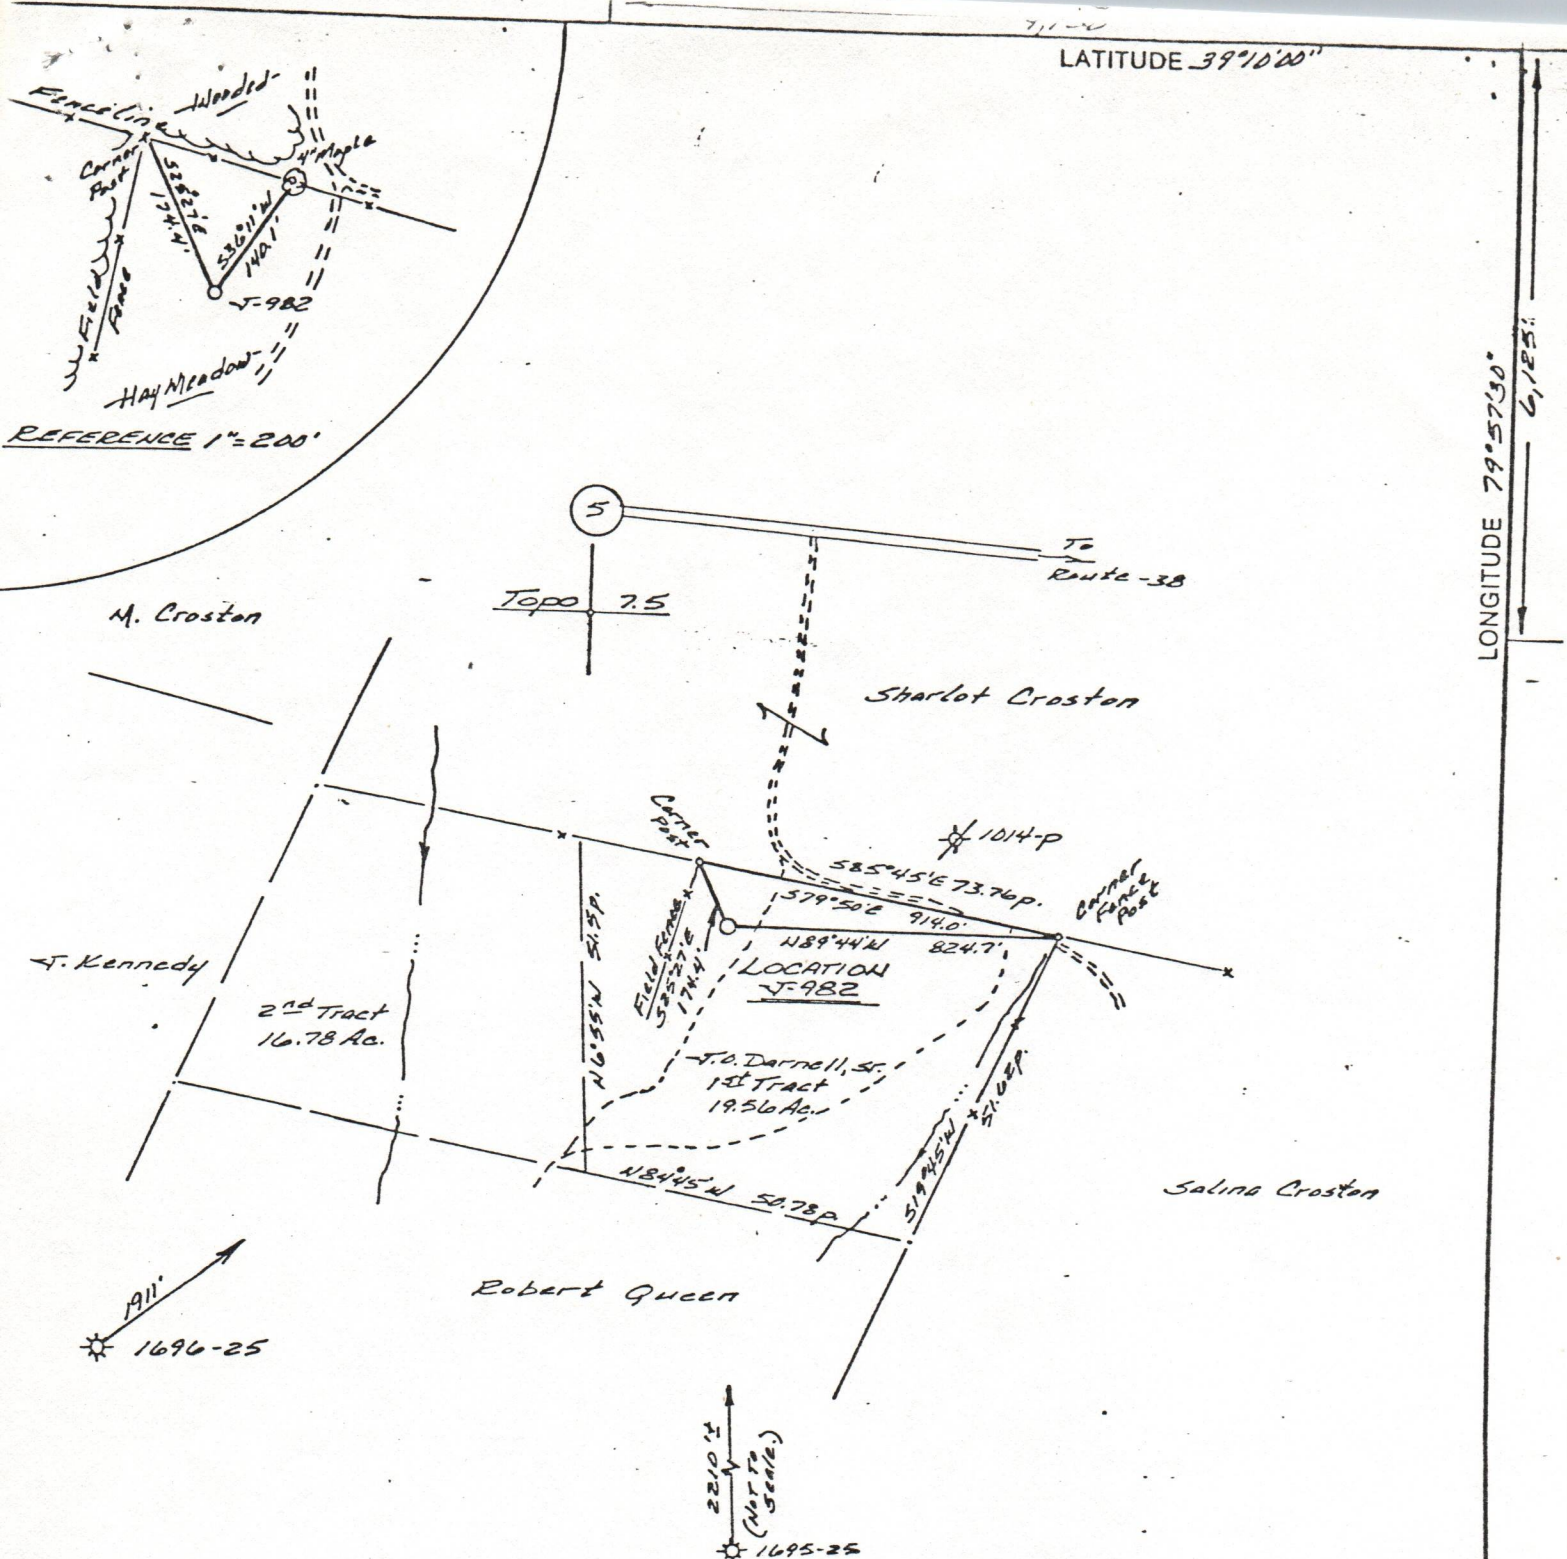 LATITUDE 39°10'00"
Fenceline
Wooded
4" Maple
Corner
Post
S25°27'E
174.4'
S36°11'W
140.1'
J-982
Field
Fence
Hay Meadow
REFERENCE 1"=200'
LONGITUDE 79°57'30"
6,125'
5
To
Route-38
Topo 7.5
M. Croston
Sharlot Croston
1014-P
Corner
Post
S85°45'E 73.76p.
Corner
Fence
Post
S79°50'E
914.0'
N89°44'W
824.7'
LOCATION
J-982
Field Fence
S25°27'E
174.4'
N6°55'W 51.5p.
J. Kennedy
2nd Tract
16.78 Ac.
J.O. Darnell, Sr.
1st Tract
19.56 Ac.
S19°45'W 51.62p.
N84°45'W 50.78p.
Salina Croston
Robert Queen
1911'
1696-25
2210'±
(NOT TO
SCALE.)
1695-25